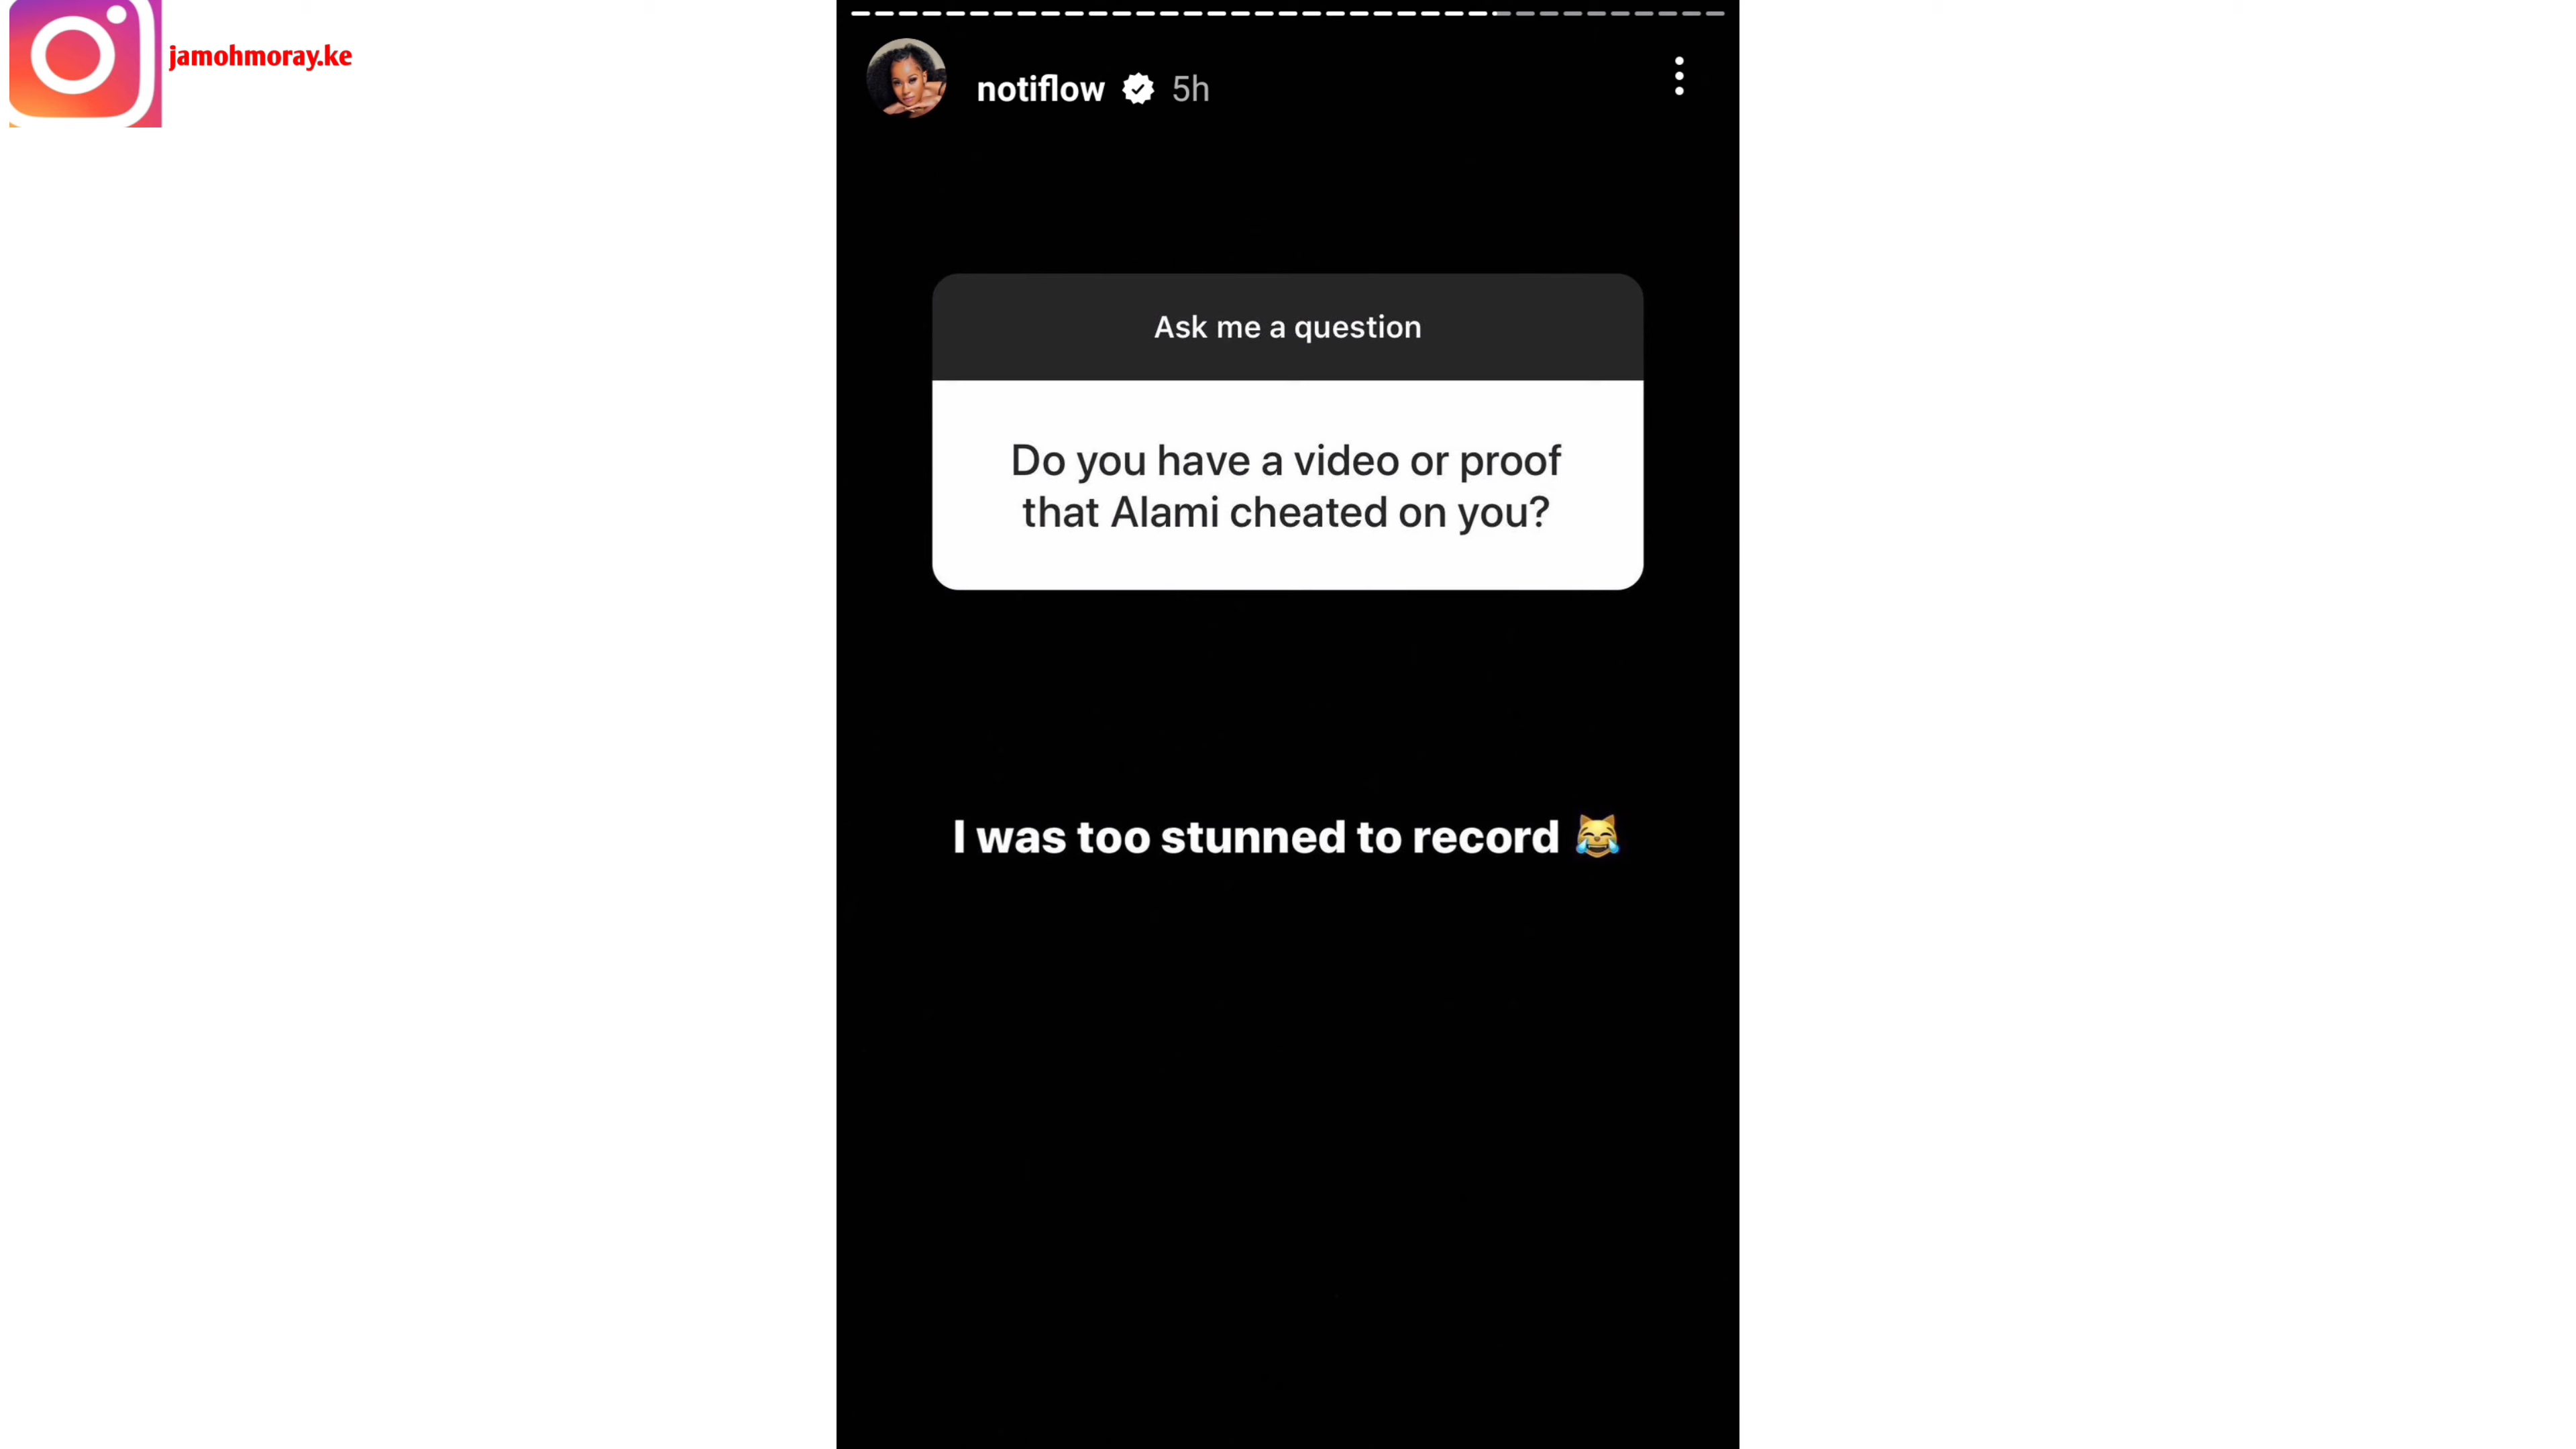 jamohmoray.ke
notiflow 5h
Ask me a question
Do you have a video or proof
that Alami cheated on you?
I was too stunned to record 😹